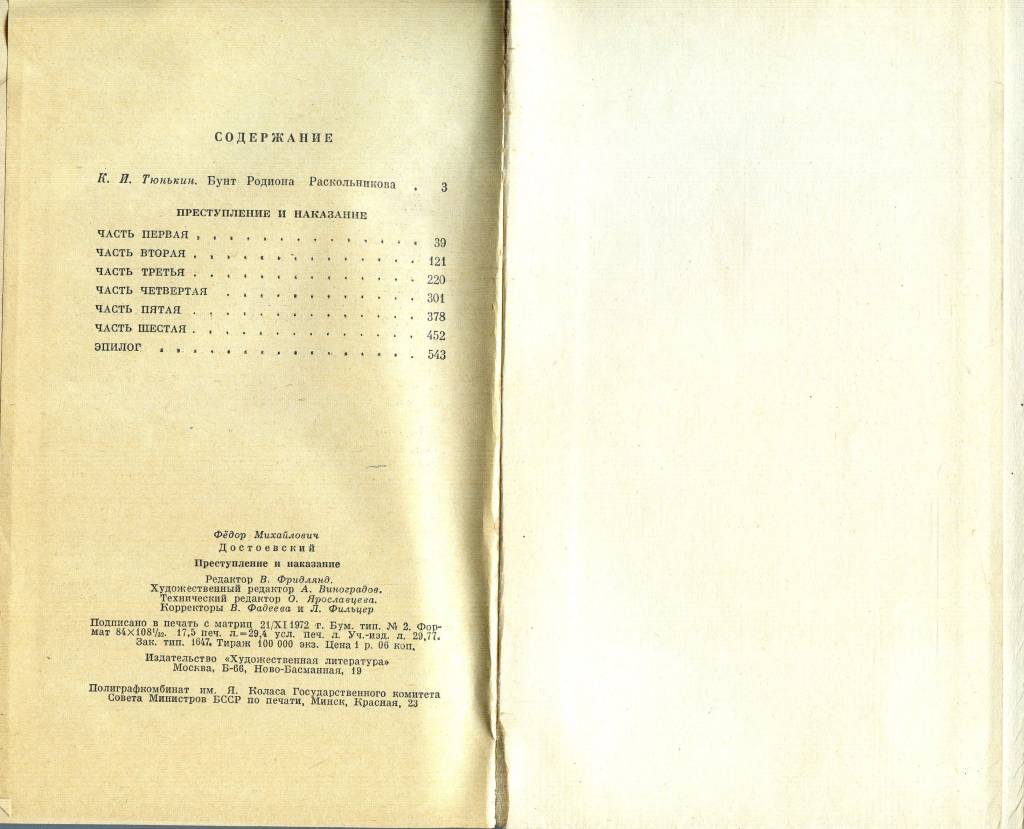 СОДЕРЖАНИЕ
К. И. Тюнькин. Бунт Родиона Раскольникова . 3
ПРЕСТУПЛЕНИЕ И НАКАЗАНИЕ
ЧАСТЬ ПЕРВАЯ . . . . . . . . . . . . . 39
ЧАСТЬ ВТОРАЯ . . . . . . . . . . . . . 121
ЧАСТЬ ТРЕТЬЯ . . . . . . . . . . . . . 220
ЧАСТЬ ЧЕТВЕРТАЯ . . . . . . . . . . . 301
ЧАСТЬ ПЯТАЯ . . . . . . . . . . . . . 378
ЧАСТЬ ШЕСТАЯ . . . . . . . . . . . . . 452
ЭПИЛОГ . . . . . . . . . . . . . . . 543
Фёдор Михайлович
Достоевский
Преступление и наказание
Редактор В. Фридлянд.
Художественный редактор А. Виноградов.
Технический редактор О. Ярославцева.
Корректоры В. Фадеева и Л. Фильцер
Подписано в печать с матриц 21/XI 1972 г. Бум. тип. № 2. Фор-
мат 84×108¹/₃₂. 17,5 печ. л.=29,4 усл. печ. л. Уч.-изд. л. 29,77.
Зак. тип. 1647. Тираж 100 000 экз. Цена 1 р. 06 коп.
Издательство «Художественная литература»
Москва, Б-66, Ново-Басманная, 19
Полиграфкомбинат им. Я. Коласа Государственного комитета
Совета Министров БССР по печати, Минск, Красная, 23